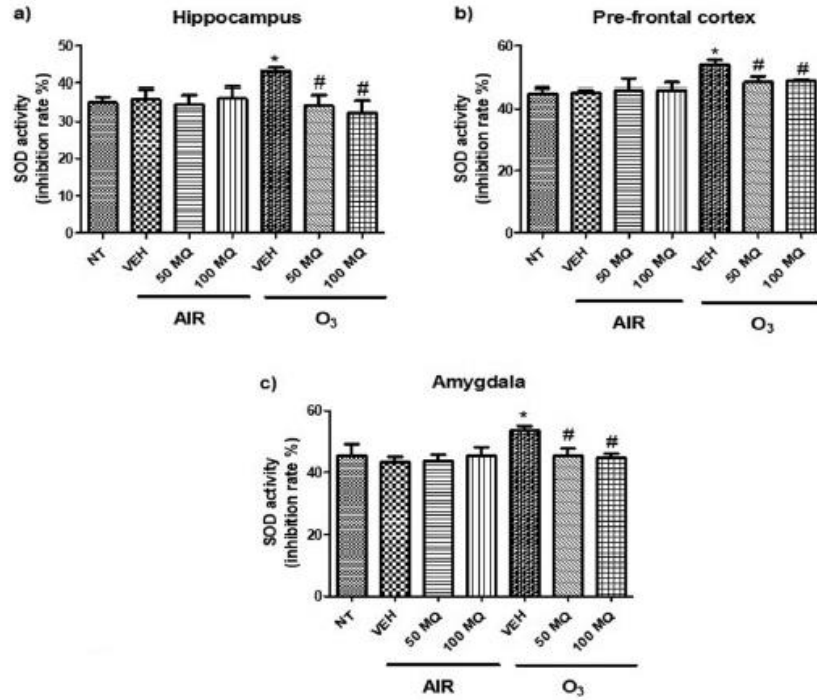 a) Hippocampus
SOD activity
(inhibition rate %)
50
40
30
20
10
0
*
#
#
NT
VEH
50 MQ
100 MQ
VEH
50 MQ
100 MQ
AIR
O₃
b) Pre-frontal cortex
SOD activity
(inhibition rate %)
60
40
20
0
*
#
#
NT
VEH
50 MQ
100 MQ
VEH
50 MQ
100 MQ
AIR
O₃
c) Amygdala
SOD activity
(inhibition rate %)
60
40
20
0
*
#
#
NT
VEH
50 MQ
100 MQ
VEH
50 MQ
100 MQ
AIR
O₃